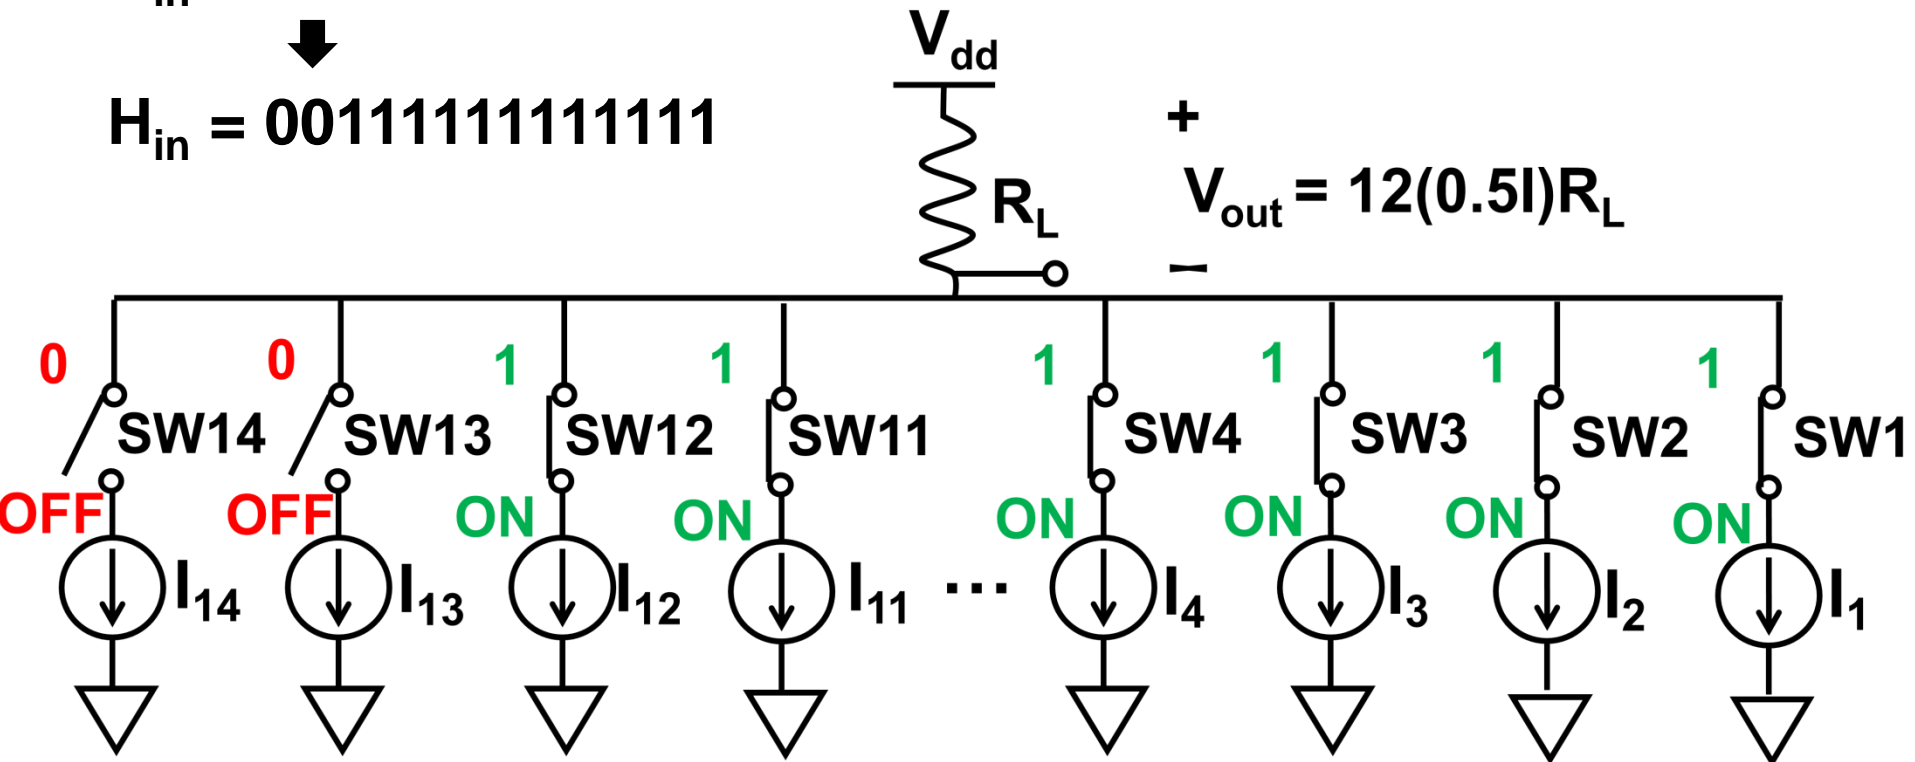 in
H_in = 00111111111111
V_dd
+
R_L
V_out = 12(0.5I)R_L
–
0 0 1 1 1 1 1 1
SW14 SW13 SW12 SW11 SW4 SW3 SW2 SW1
OFF OFF ON ON ON ON ON ON
I_14 I_13 I_12 I_11 ... I_4 I_3 I_2 I_1